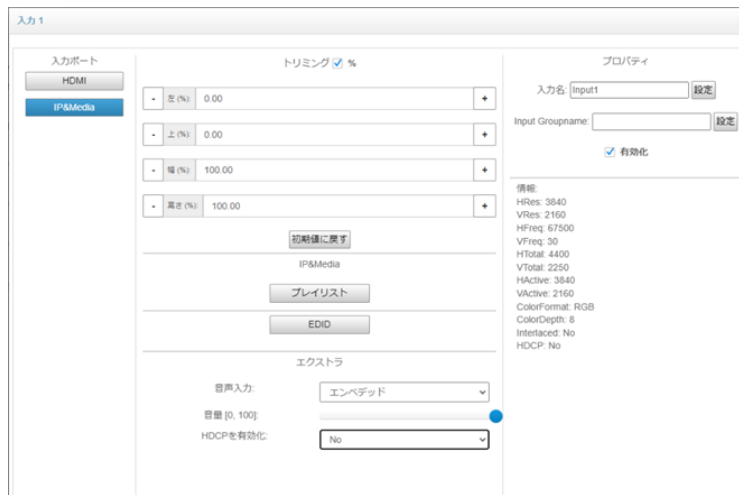 入力 1
入力ポート
HDMI
IP&Media
トリミング %
- 左 (%): 0.00 +
- 上 (%): 0.00 +
- 幅 (%): 100.00 +
- 高さ (%): 100.00 +
初期値に戻す
IP&Media
プレイリスト
EDID
エクストラ
音声入力: エンベデッド
音量 [0, 100]:
HDCPを有効化: No
プロパティ
入力名: Input1 設定
Input Groupname: 設定
有効化
情報:
HRes: 3840
VRes: 2160
HFreq: 67500
VFreq: 30
HTotal: 4400
VTotal: 2250
HActive: 3840
VActive: 2160
ColorFormat: RGB
ColorDepth: 8
Interlaced: No
HDCP: No